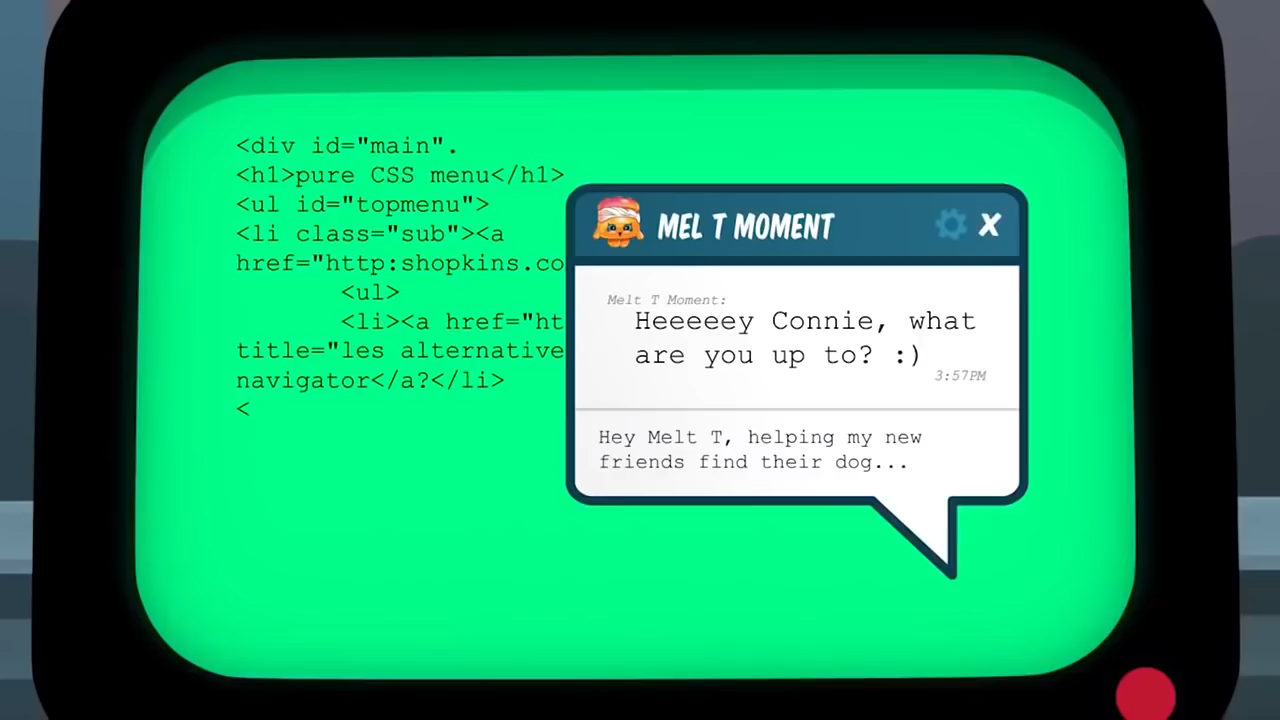 <div id="main".
<h1>pure CSS menu</h1>
<ul id="topmenu">
<li class="sub"><a
href="http:shopkins.co
<ul>
<li><a href="ht
title="les alternative
navigator</a?</li>
<
MEL T MOMENT
X
Melt T Moment:
Heeeeey Connie, what
are you up to? :)
3:57PM
Hey Melt T, helping my new
friends find their dog...